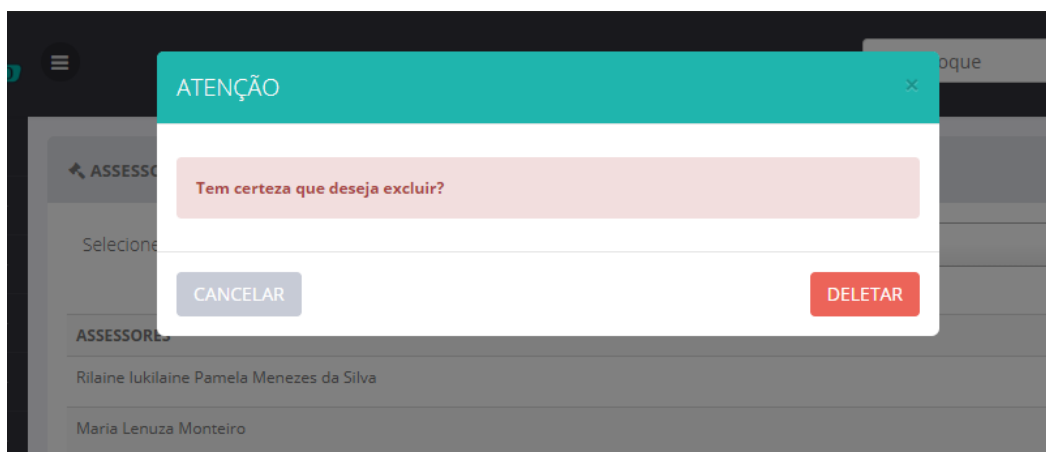 oque
ATENÇÃO
×
ASSESSO
Tem certeza que deseja excluir?
Selecione
CANCELAR
DELETAR
ASSESSORES
Rilaine lukilaine Pamela Menezes da Silva
Maria Lenuza Monteiro